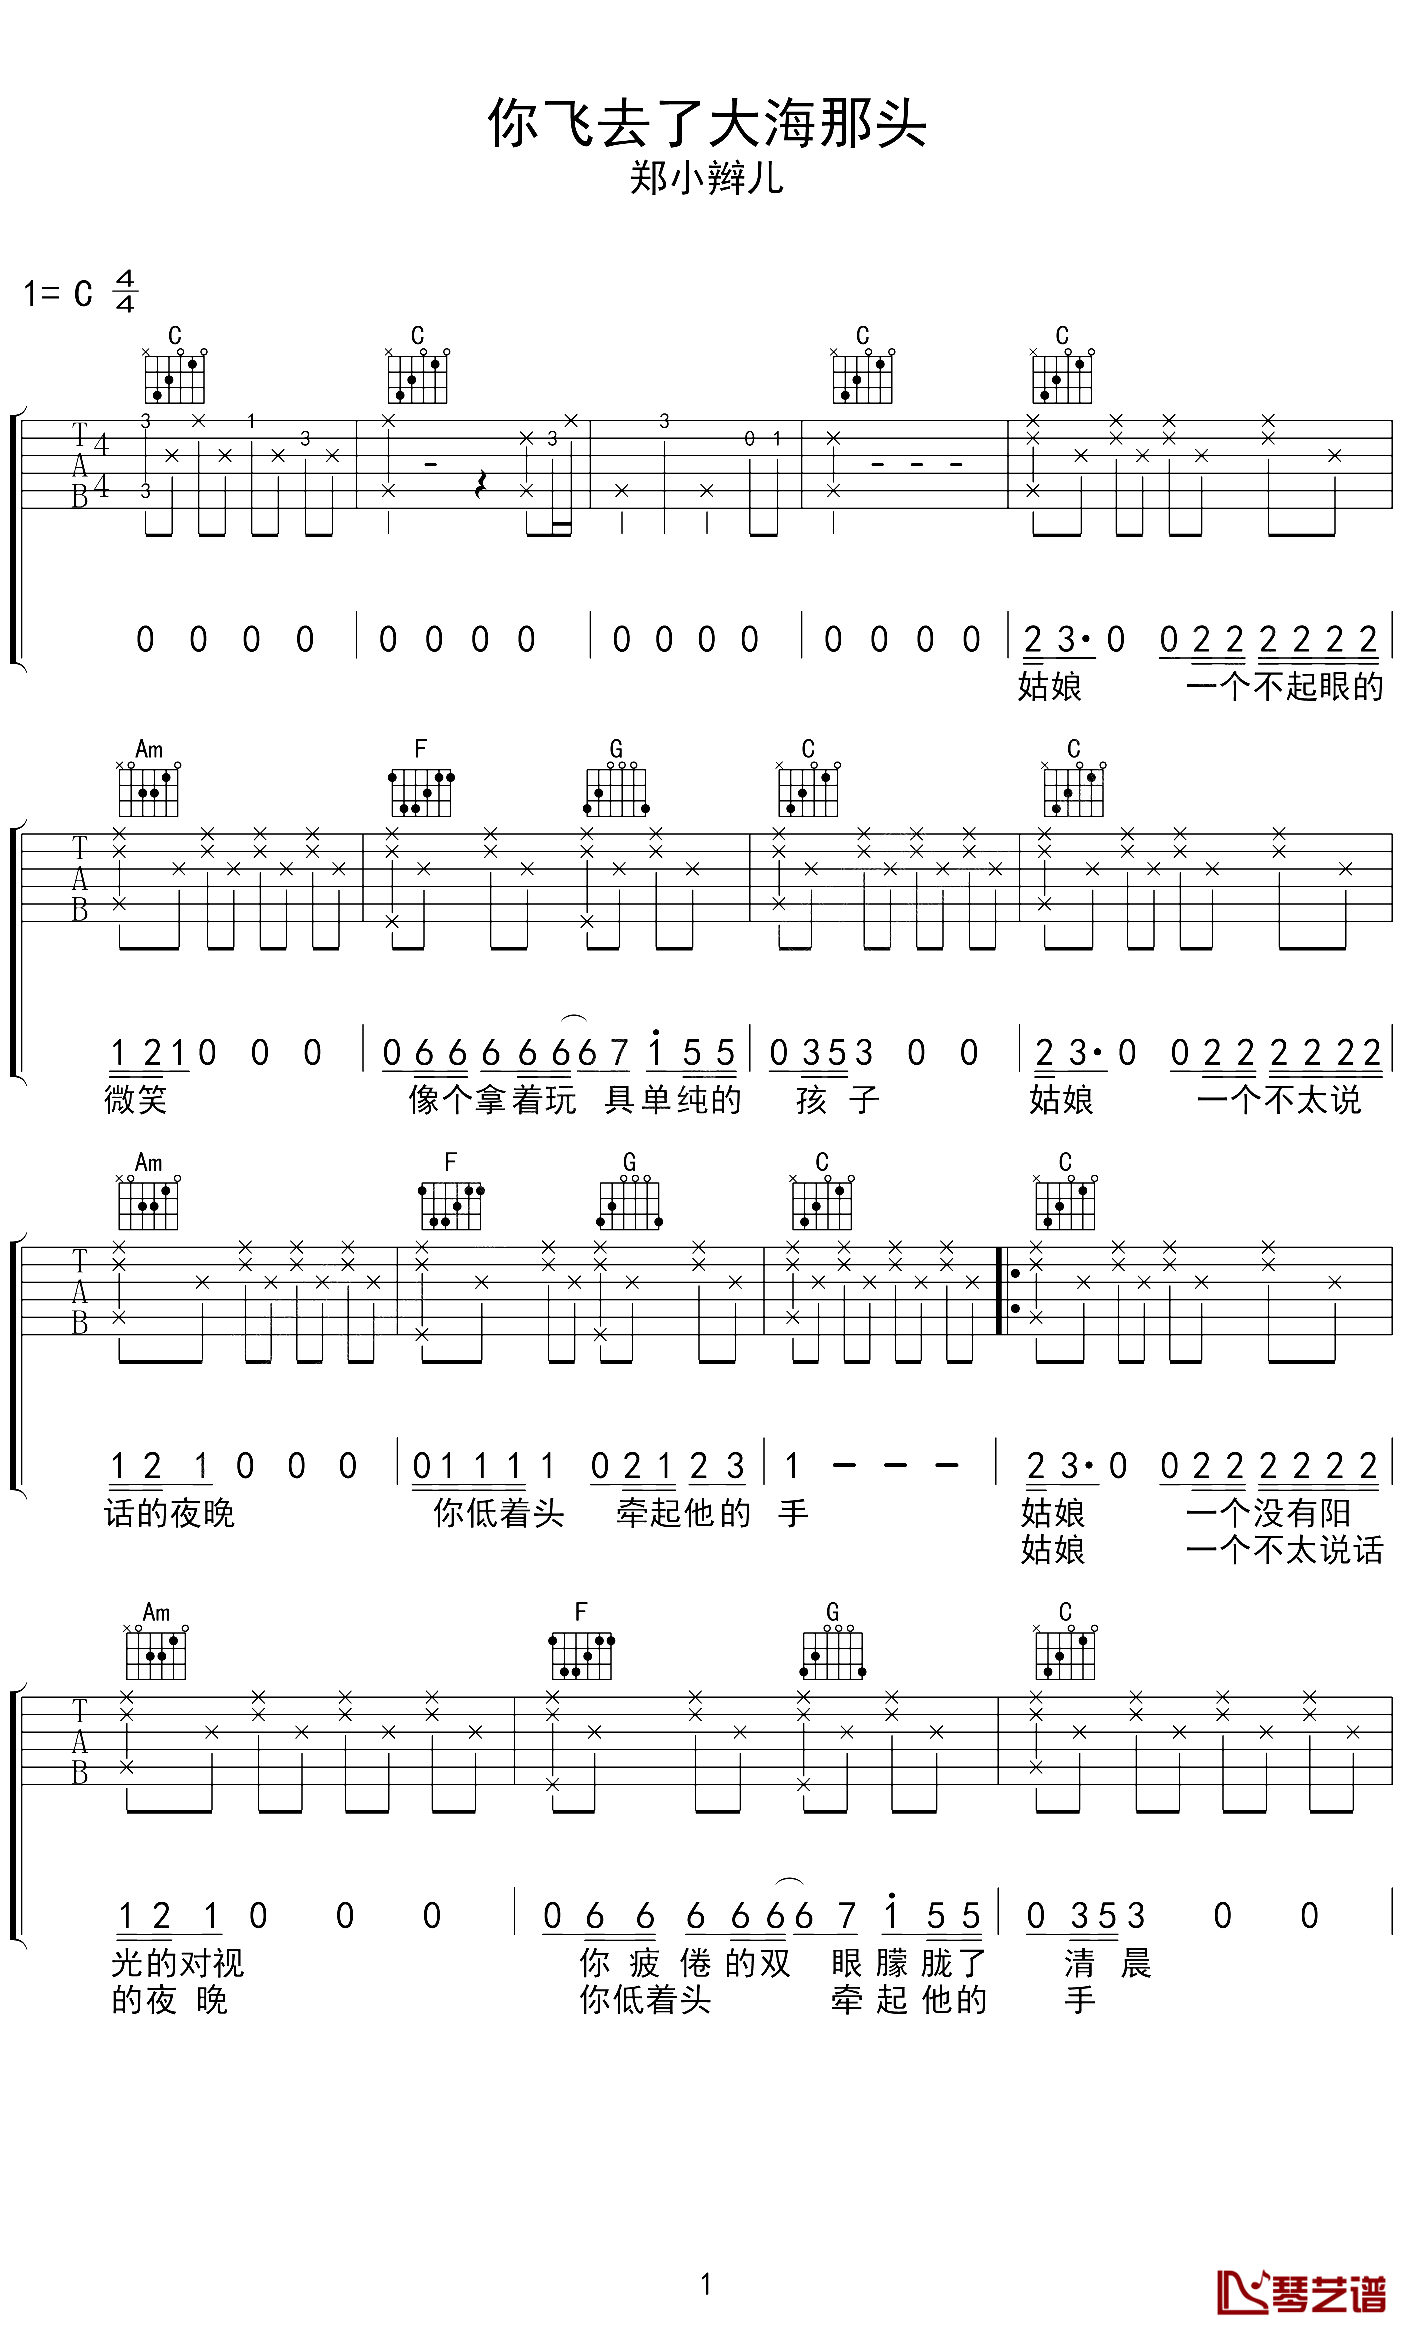 你飞去了大海那头
郑小辫儿
1= C 4/4
C C C C
T A B 4/4 3 3 1 3 3 3 0 1
0 0 0 0 | 0 0 0 0 | 0 0 0 0 | 0 0 0 0 | 2 3· 0 0 2 2 2 2 2 2
姑娘 一个不起眼的
Am F G C C
T A B
1 2 1 0 0 0 | 0 6 6 6 6 6 6 7 1 5 5 | 0 3 5 3 0 0 | 2 3· 0 0 2 2 2 2 2 2
微笑 像个拿着玩 具单纯的 孩 子 姑娘 一个不太说
Am F G C C
T A B
1 2 1 0 0 0 | 0 1 1 1 1 0 2 1 2 3 | 1 – – – | 2 3· 0 0 2 2 2 2 2 2
话的夜晚 你低着头 牵起他的 手 姑娘 一个没有阳
姑娘 一个不太说话
Am F G C
T A B
1 2 1 0 0 0 | 0 6 6 6 6 6 6 7 1 5 5 | 0 3 5 3 0 0
光的对视 你 疲 倦 的双 眼 朦 胧了 清 晨
的夜 晚 你低着头 牵 起 他的 手
1
琴艺谱